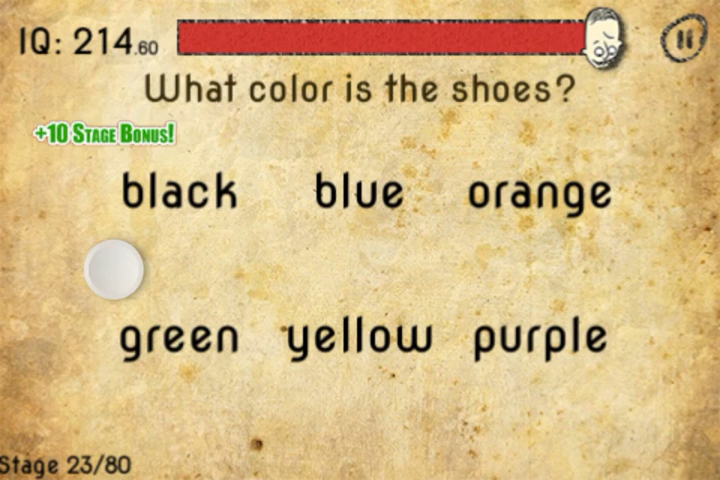 IQ: 214.60
What color is the shoes?
+10 Stage Bonus!
black blue orange
green yellow purple
Stage 23/80